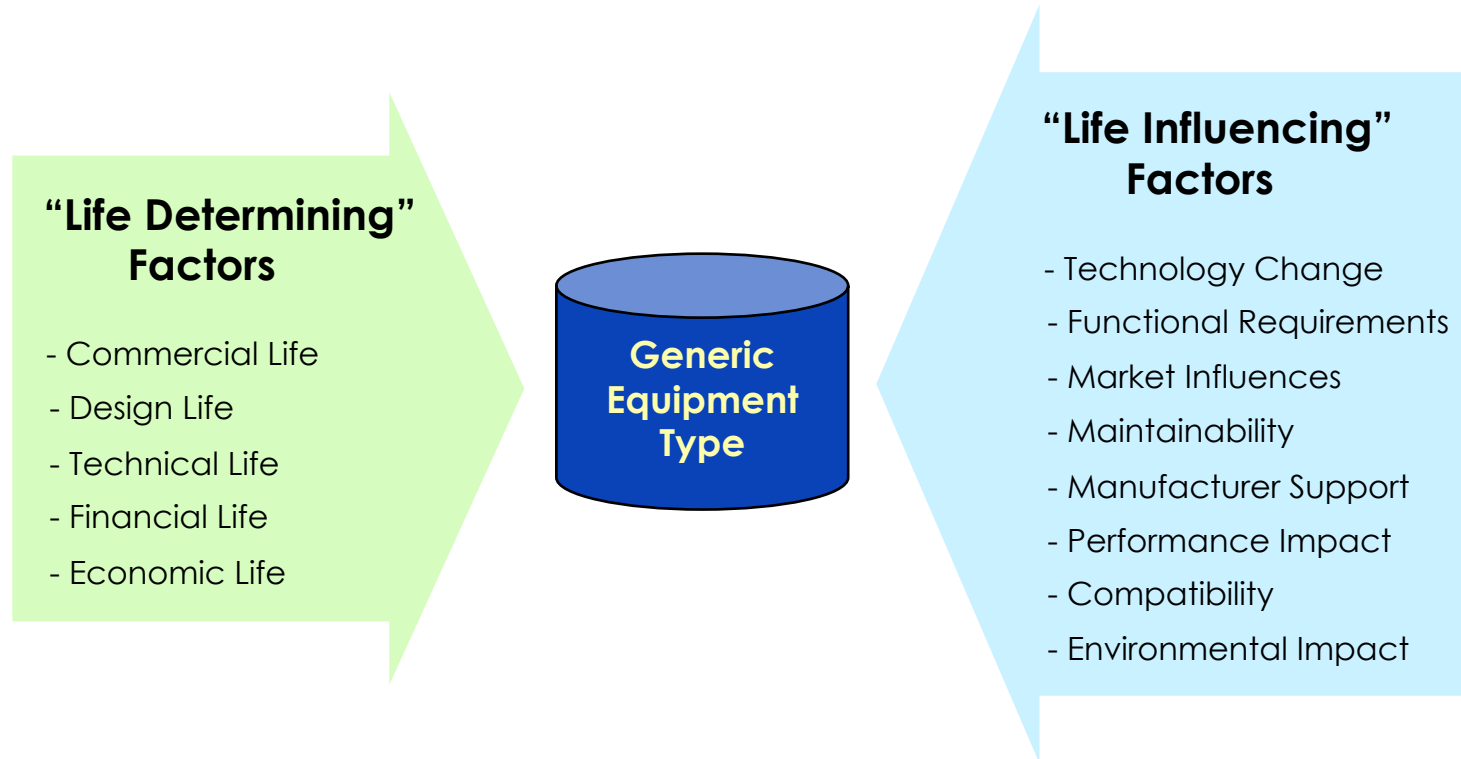 “Life Determining”
Factors
- Commercial Life
- Design Life
- Technical Life
- Financial Life
- Economic Life
Generic
Equipment
Type
“Life Influencing”
Factors
- Technology Change
- Functional Requirements
- Market Influences
- Maintainability
- Manufacturer Support
- Performance Impact
- Compatibility
- Environmental Impact